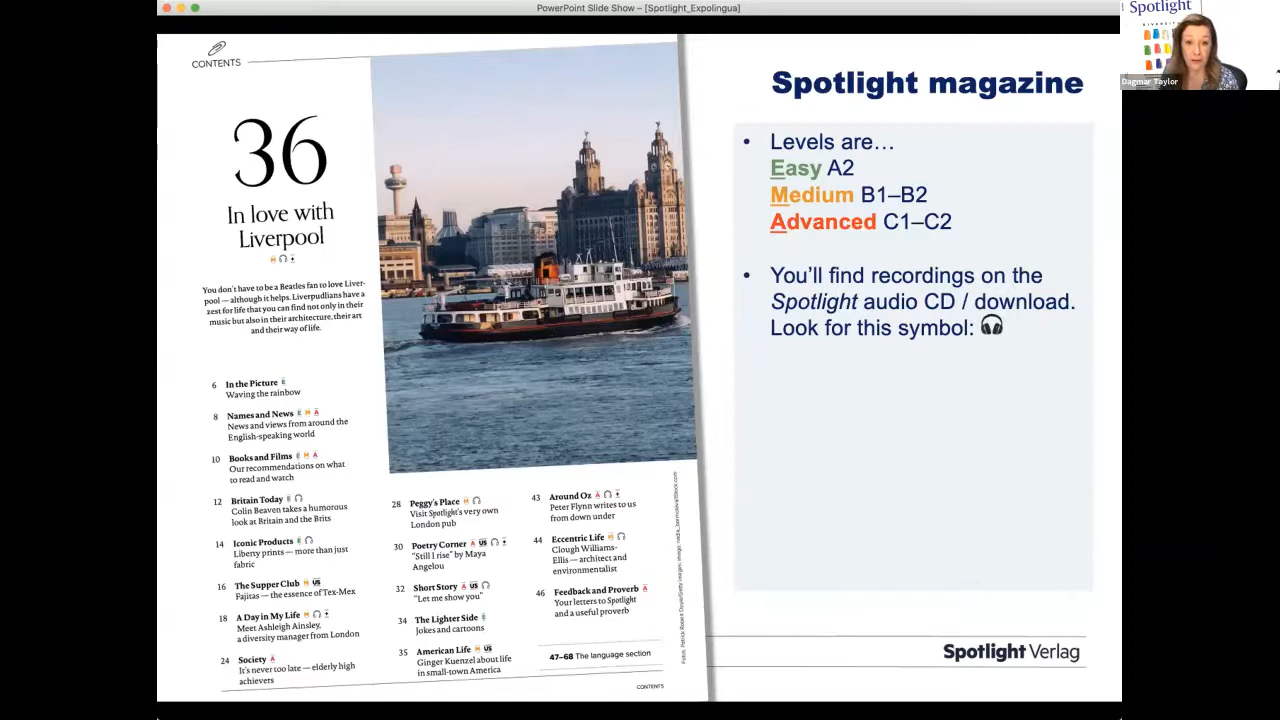 PowerPoint Slide Show – [Spotlight_Expolingua]
Spotlight
Dagmar Taylor
CONTENTS
36
In love with
Liverpool
M
You don't have to be a Beatles fan to love Liver-
pool — although it helps. Liverpudlians have a
zest for life that you can find not only in their
music but also in their architecture, their art
and their way of life.
6 In the Picture E
Waving the rainbow
8 Names and News E M A
News and views from around the
English-speaking world
10 Books and Films E M A
Our recommendations on what
to read and watch
12 Britain Today E
Colin Beaven takes a humorous
look at Britain and the Brits
14 Iconic Products E
Liberty prints — more than just
fabric
16 The Supper Club M US
Fajitas — the essence of Tex-Mex
18 A Day in My Life M
Meet Ashleigh Ainsley,
a diversity manager from London
24 Society A
It's never too late — elderly high
achievers
28 Peggy's Place M
Visit Spotlight's very own
London pub
30 Poetry Corner A US
"Still I rise" by Maya
Angelou
32 Short Story A US
"Let me show you"
34 The Lighter Side E
Jokes and cartoons
35 American Life M US
Ginger Kuenzel about life
in small-town America
43 Around Oz A
Peter Flynn writes to us
from down under
44 Eccentric Life M
Clough Williams-
Ellis — architect and
environmentalist
46 Feedback and Proverb A
Your letters to Spotlight
and a useful proverb
47–68 The language section
CONTENTS
Spotlight magazine
• Levels are…
Easy A2
Medium B1–B2
Advanced C1–C2
• You'll find recordings on the
Spotlight audio CD / download.
Look for this symbol:
Spotlight Verlag